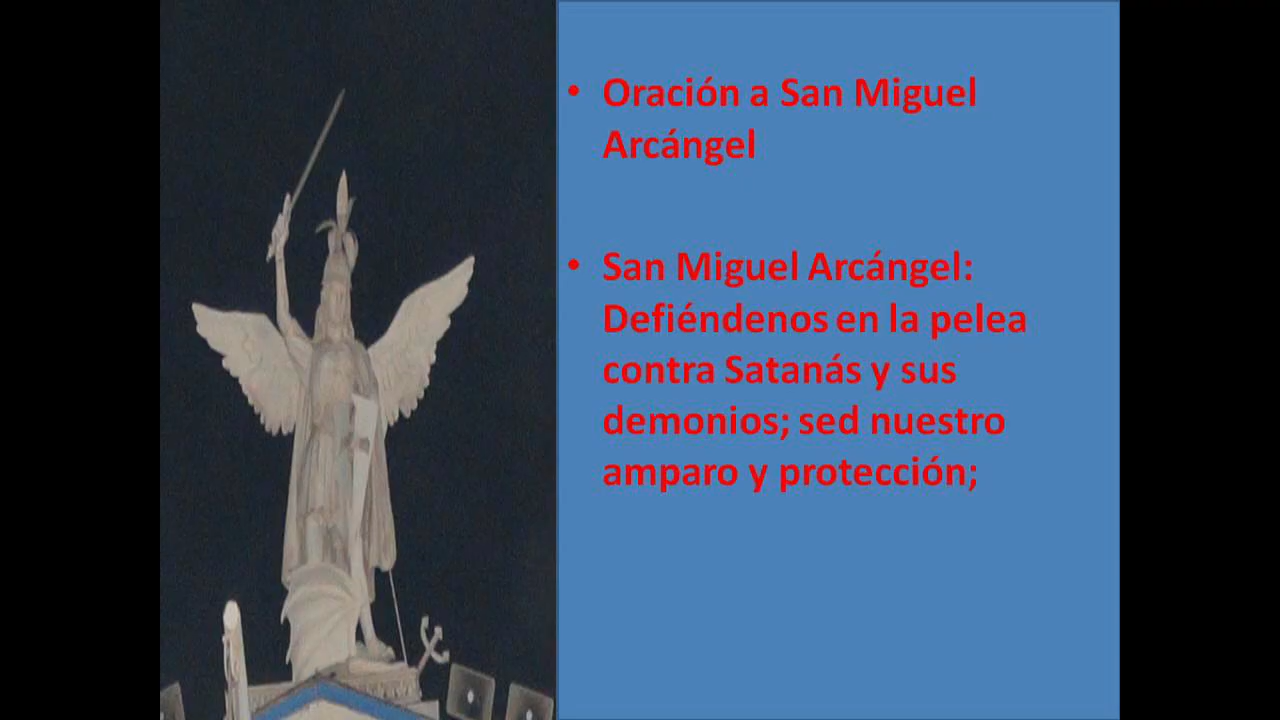 • Oración a San Miguel
Arcángel
• San Miguel Arcángel:
Defiéndenos en la pelea
contra Satanás y sus
demonios; sed nuestro
amparo y protección;